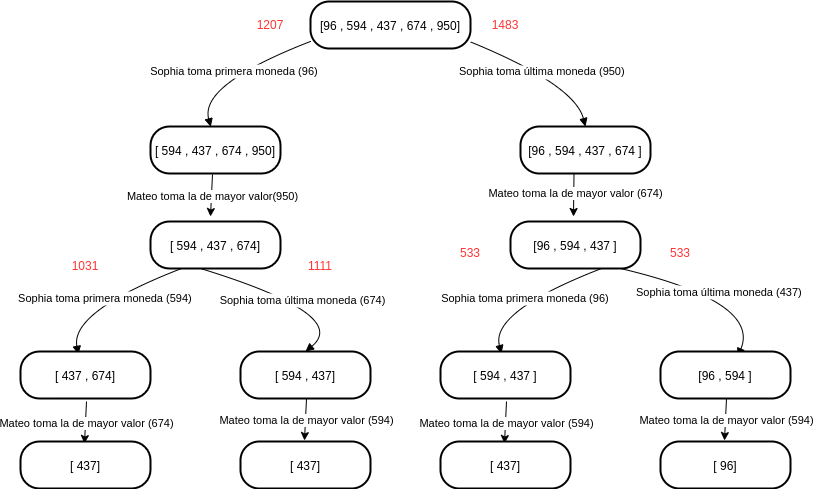 1207
[96 , 594 , 437 , 674 , 950]
1483
Sophia toma primera moneda (96)
Sophia toma última moneda (950)
[ 594 , 437 , 674 , 950]
[96 , 594 , 437 , 674 ]
Mateo toma la de mayor valor(950)
Mateo toma la de mayor valor (674)
[ 594 , 437 , 674]
[96 , 594 , 437 ]
1031
1111
533
533
Sophia toma primera moneda (594)
Sophia toma última moneda (674)
Sophia toma primera moneda (96)
Sophia toma última moneda (437)
[ 437 , 674]
[ 594 , 437]
[ 594 , 437 ]
[96 , 594 ]
Mateo toma la de mayor valor (674)
Mateo toma la de mayor valor (594)
Mateo toma la de mayor valor (594)
Mateo toma la de mayor valor (594)
[ 437]
[ 437]
[ 437]
[ 96]